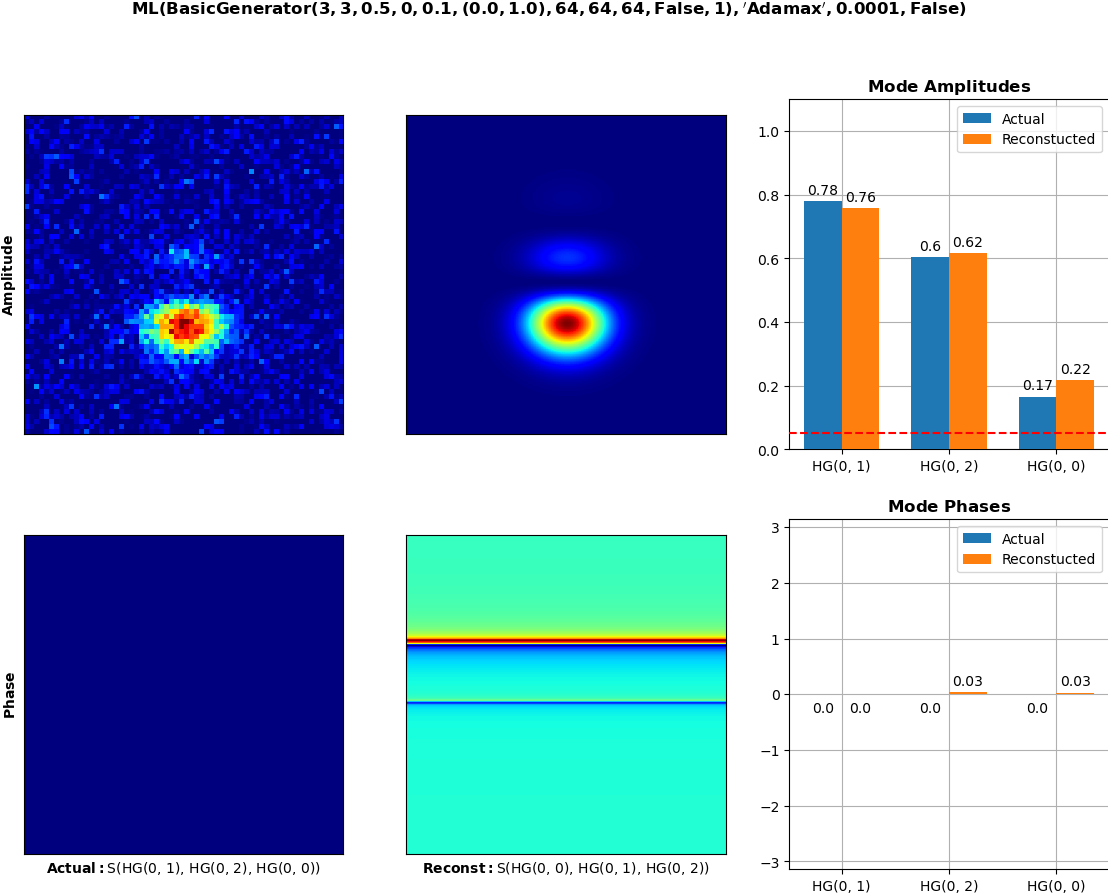 ML(BasicGenerator(3, 3, 0.5, 0, 0.1, (0.0, 1.0), 64, 64, 64, False, 1), ′Adamax′, 0.0001, False)
Amplitude
Mode Amplitudes
Actual
Reconstucted
1.0
0.8
0.6
0.4
0.2
0.0
0.78
0.76
0.6
0.62
0.17
0.22
HG(0, 1)
HG(0, 2)
HG(0, 0)
Phase
Actual: S(HG(0, 1), HG(0, 2), HG(0, 0))
Reconst: S(HG(0, 0), HG(0, 1), HG(0, 2))
Mode Phases
Actual
Reconstucted
3
2
1
0
−1
−2
−3
0.0
0.0
0.0
0.03
0.0
0.03
HG(0, 1)
HG(0, 2)
HG(0, 0)